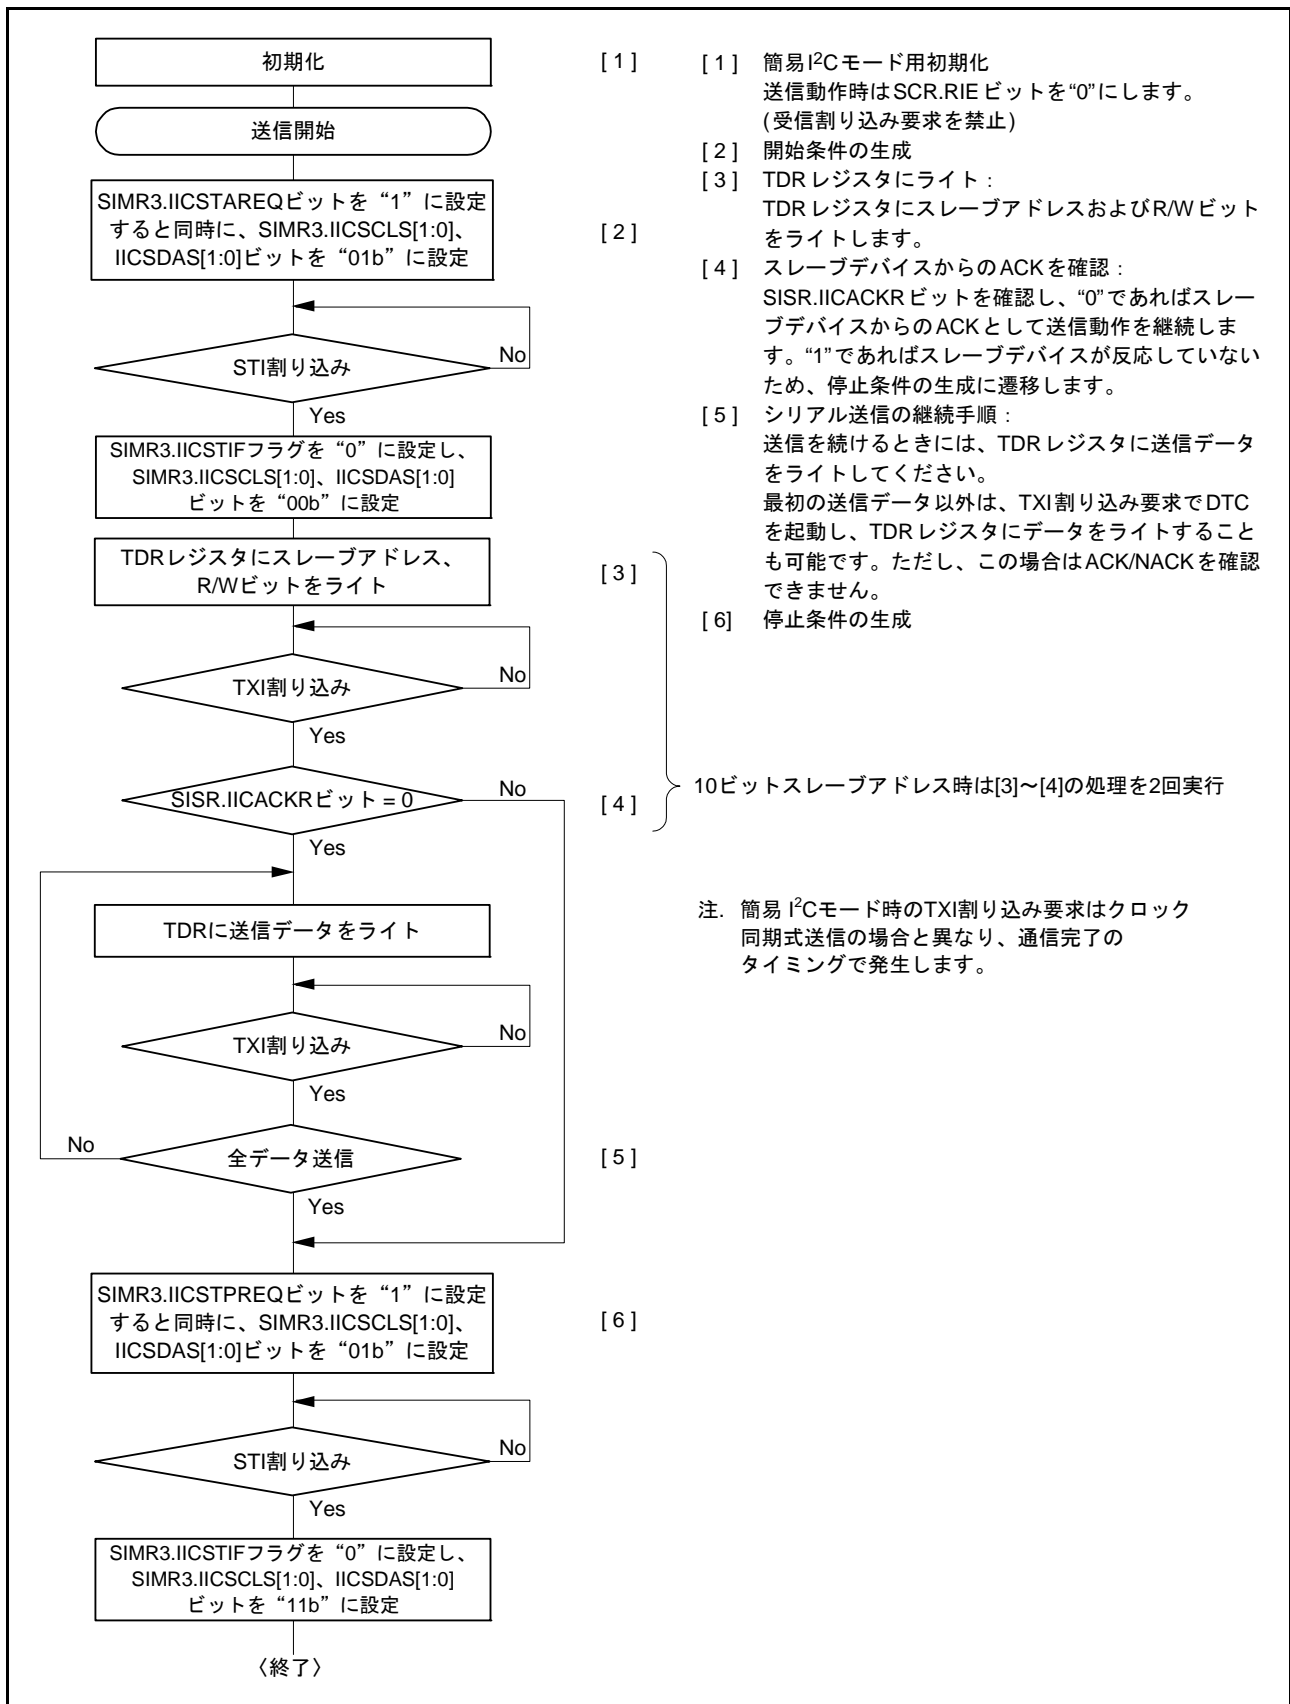 初期化
[ 1 ]
送信開始
SIMR3.IICSTAREQビットを“1”に設定
すると同時に、SIMR3.IICSCLS[1:0]、
IICSDAS[1:0]ビットを“01b”に設定
[ 2 ]
STI割り込み
No
Yes
SIMR3.IICSTIFフラグを“0”に設定し、
SIMR3.IICSCLS[1:0]、IICSDAS[1:0]
ビットを“00b”に設定
TDRレジスタにスレーブアドレス、
R/Wビットをライト
[ 3 ]
TXI割り込み
No
Yes
SISR.IICACKRビット = 0
No
[ 4 ]
Yes
TDRに送信データをライト
TXI割り込み
No
Yes
全データ送信
No
[ 5 ]
Yes
SIMR3.IICSTPREQビットを“1”に設定
すると同時に、SIMR3.IICSCLS[1:0]、
IICSDAS[1:0]ビットを“01b”に設定
[ 6 ]
STI割り込み
No
Yes
SIMR3.IICSTIFフラグを“0”に設定し、
SIMR3.IICSCLS[1:0]、IICSDAS[1:0]
ビットを“11b”に設定
〈終了〉
[ 1 ] 簡易I²Cモード用初期化
送信動作時はSCR.RIEビットを“0”にします。
(受信割り込み要求を禁止)
[ 2 ] 開始条件の生成
[ 3 ] TDRレジスタにライト：
TDRレジスタにスレーブアドレスおよびR/Wビット
をライトします。
[ 4 ] スレーブデバイスからのACKを確認：
SISR.IICACKRビットを確認し、“0”であればスレー
ブデバイスからのACKとして送信動作を継続しま
す。“1”であればスレーブデバイスが反応していない
ため、停止条件の生成に遷移します。
[ 5 ] シリアル送信の継続手順：
送信を続けるときには、TDRレジスタに送信データ
をライトしてください。
最初の送信データ以外は、TXI割り込み要求でDTC
を起動し、TDRレジスタにデータをライトすること
も可能です。ただし、この場合はACK/NACKを確認
できません。
[ 6] 停止条件の生成
10ビットスレーブアドレス時は[3]～[4]の処理を2回実行
注. 簡易 I²Cモード時のTXI割り込み要求はクロック
同期式送信の場合と異なり、通信完了の
タイミングで発生します。